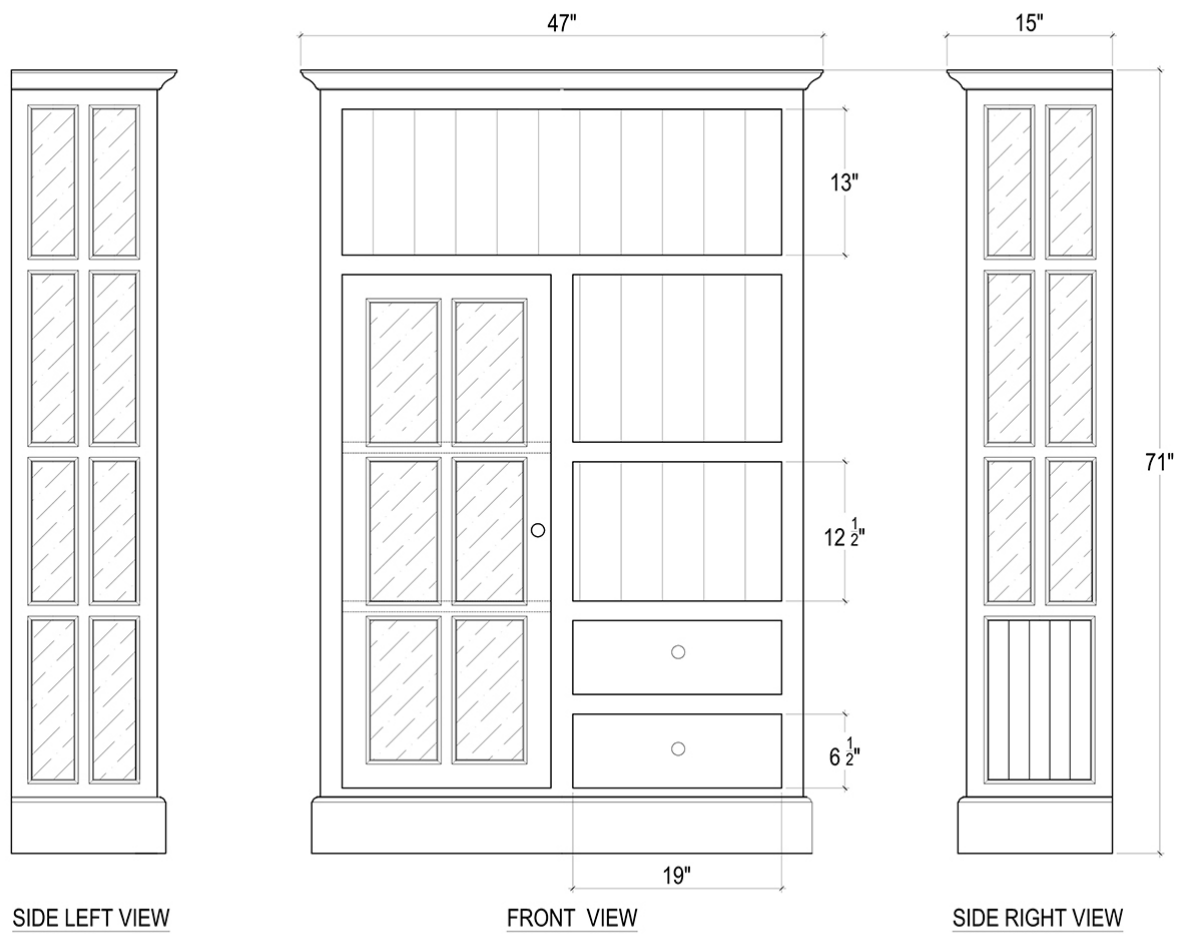 47"
15"
13"
71"
12 1/2"
6 1/2"
19"
SIDE LEFT VIEW
FRONT VIEW
SIDE RIGHT VIEW